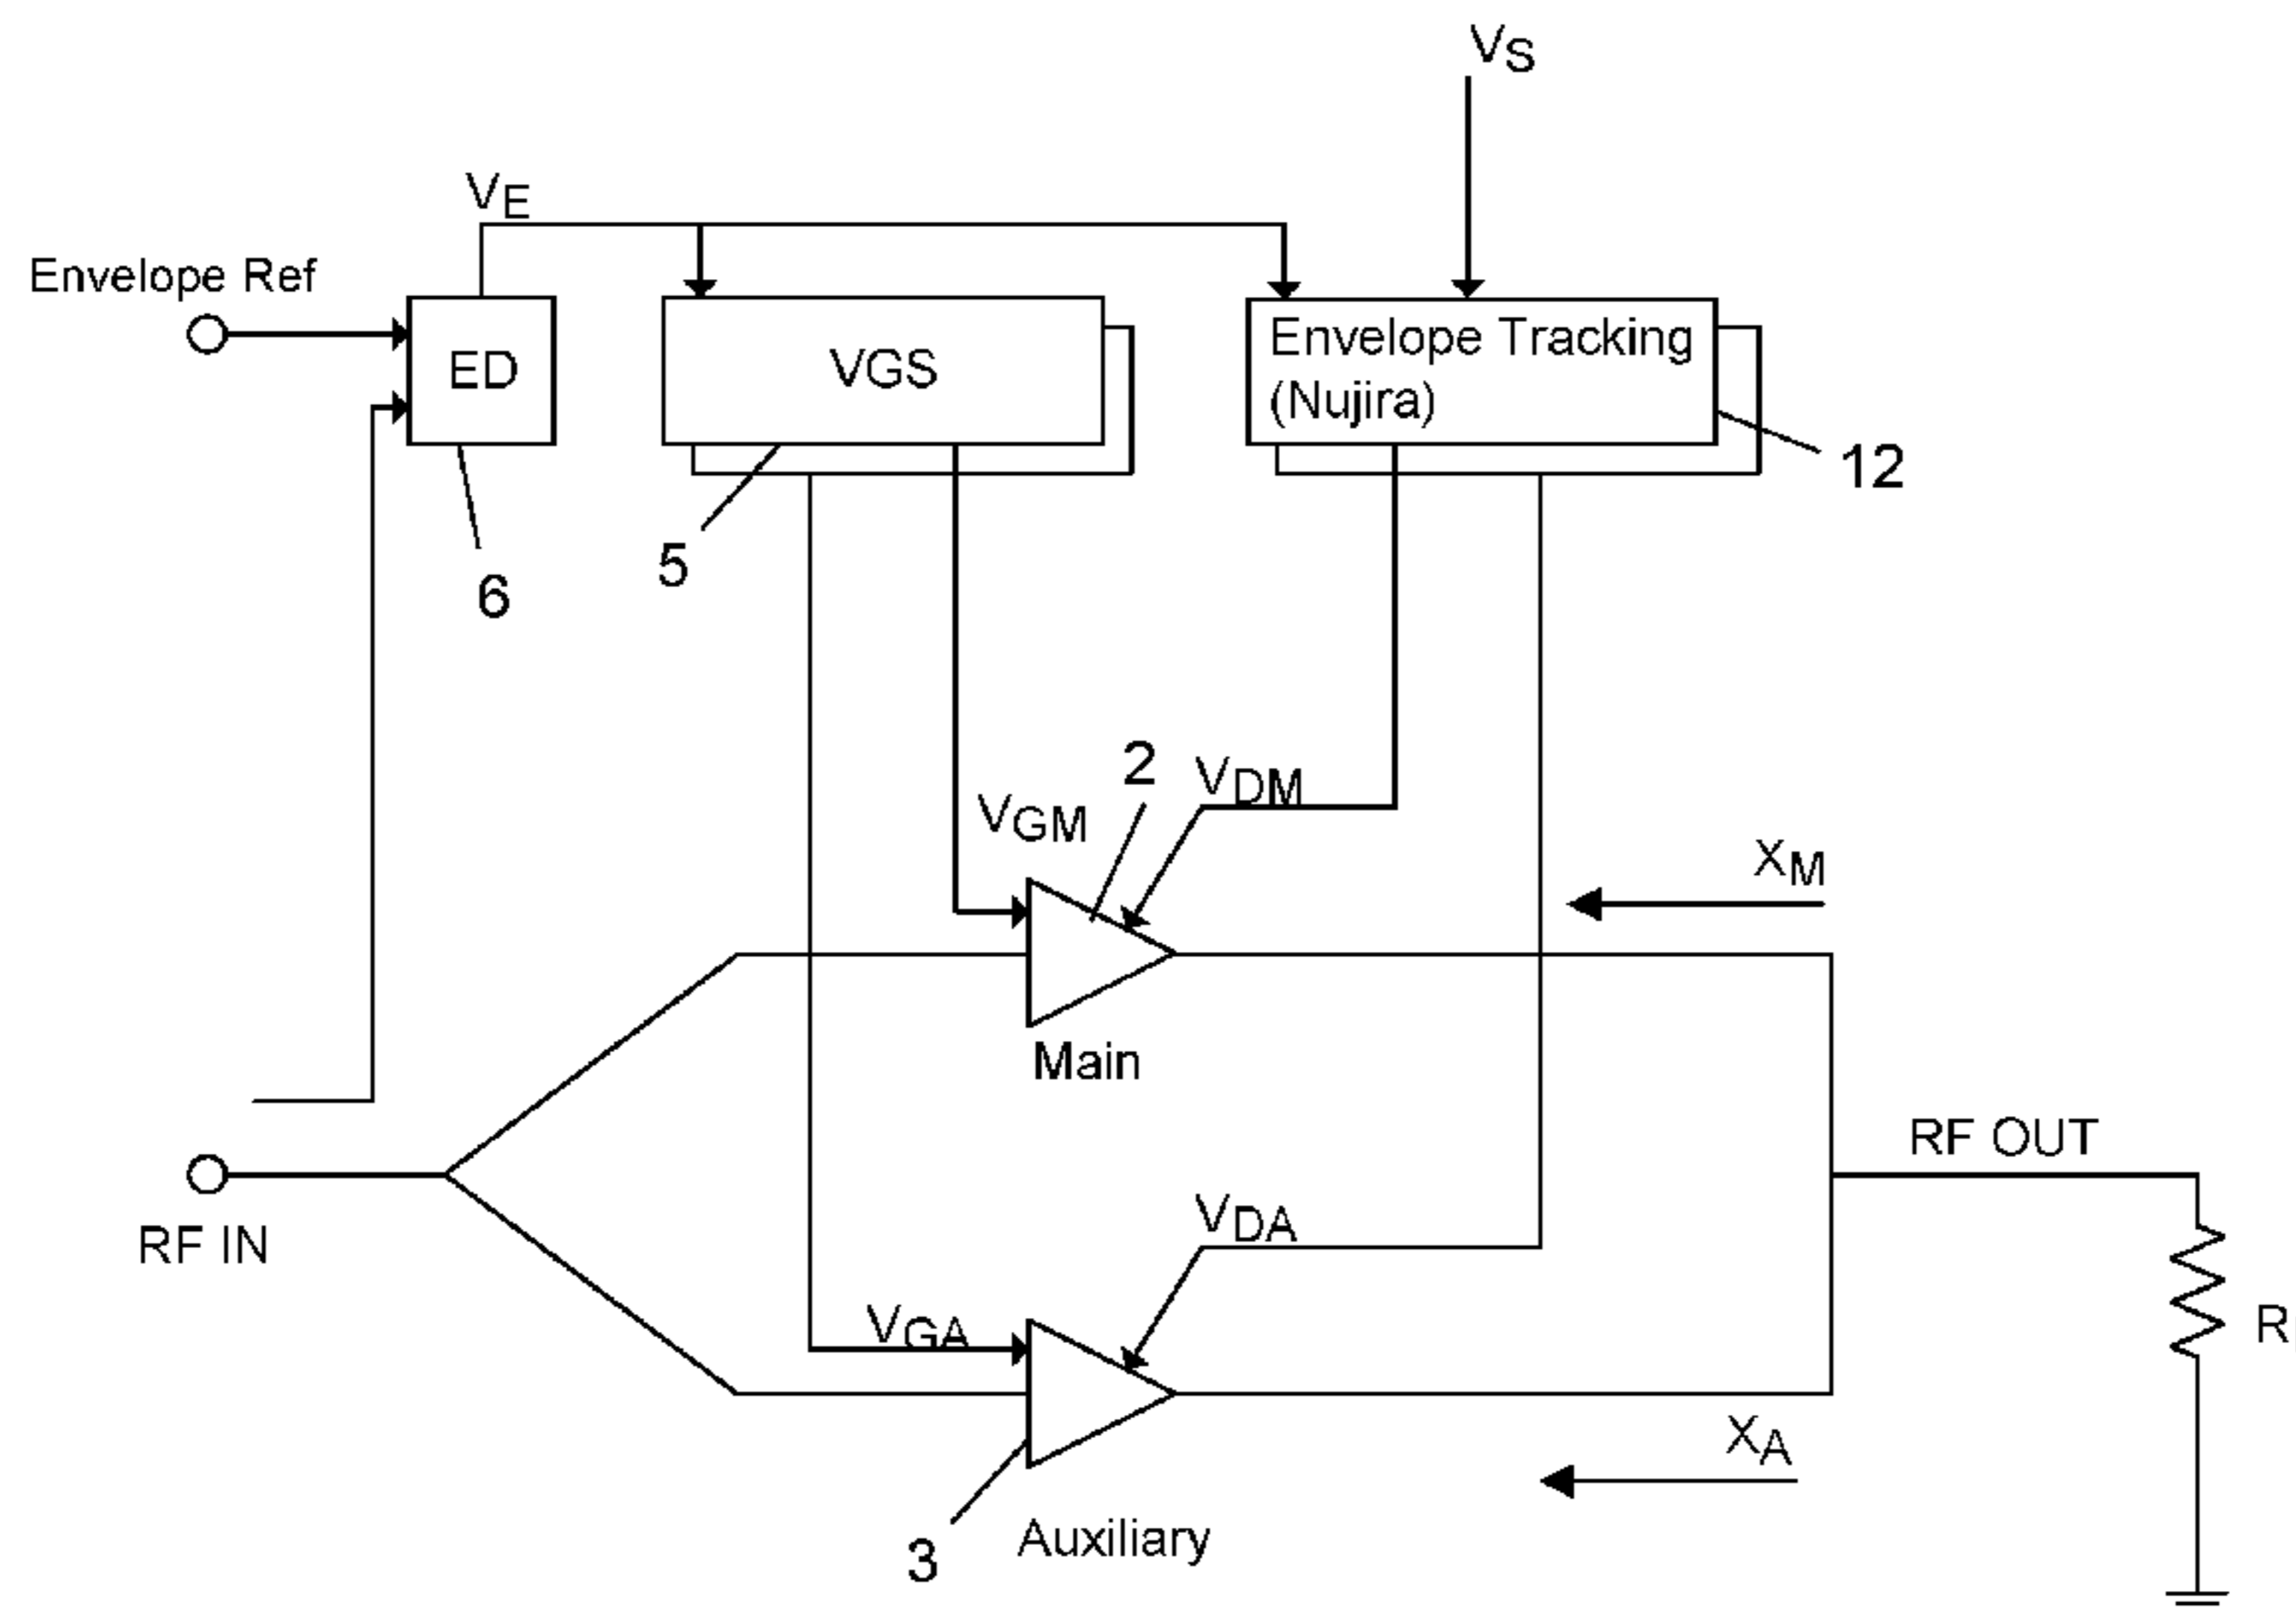 VS
VE
Envelope Ref
ED
VGS
Envelope Tracking
(Nujira)
12
5
6
2
VDM
VGM
XM
Main
RF OUT
VDA
RF IN
VGA
R
XA
Auxiliary
3